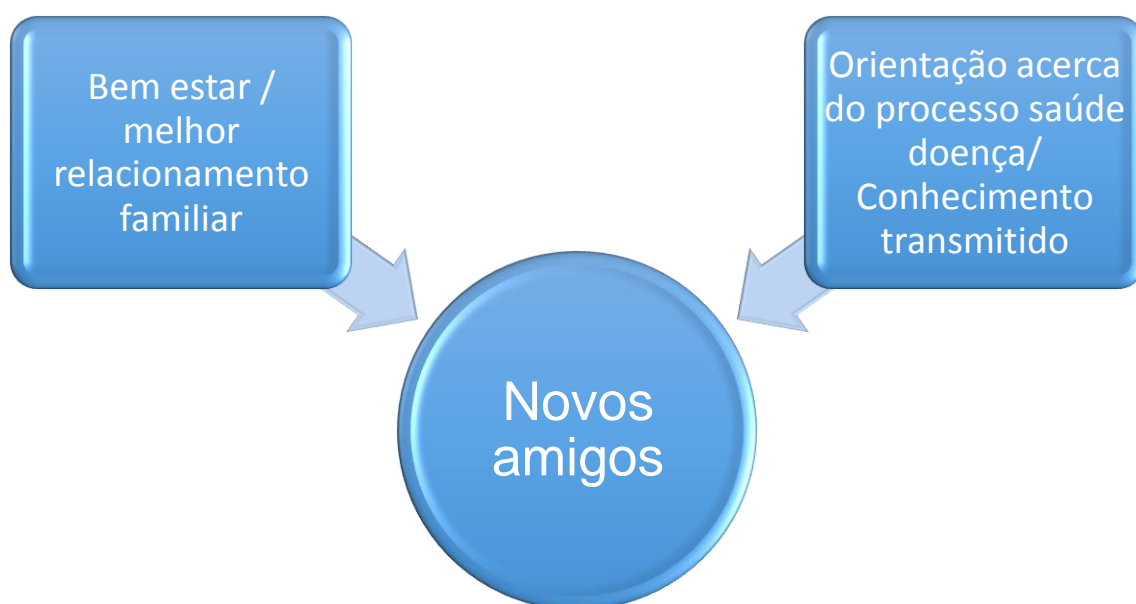 Bem estar /
melhor
relacionamento
familiar
Orientação acerca
do processo saúde
doença/
Conhecimento
transmitido
Novos
amigos